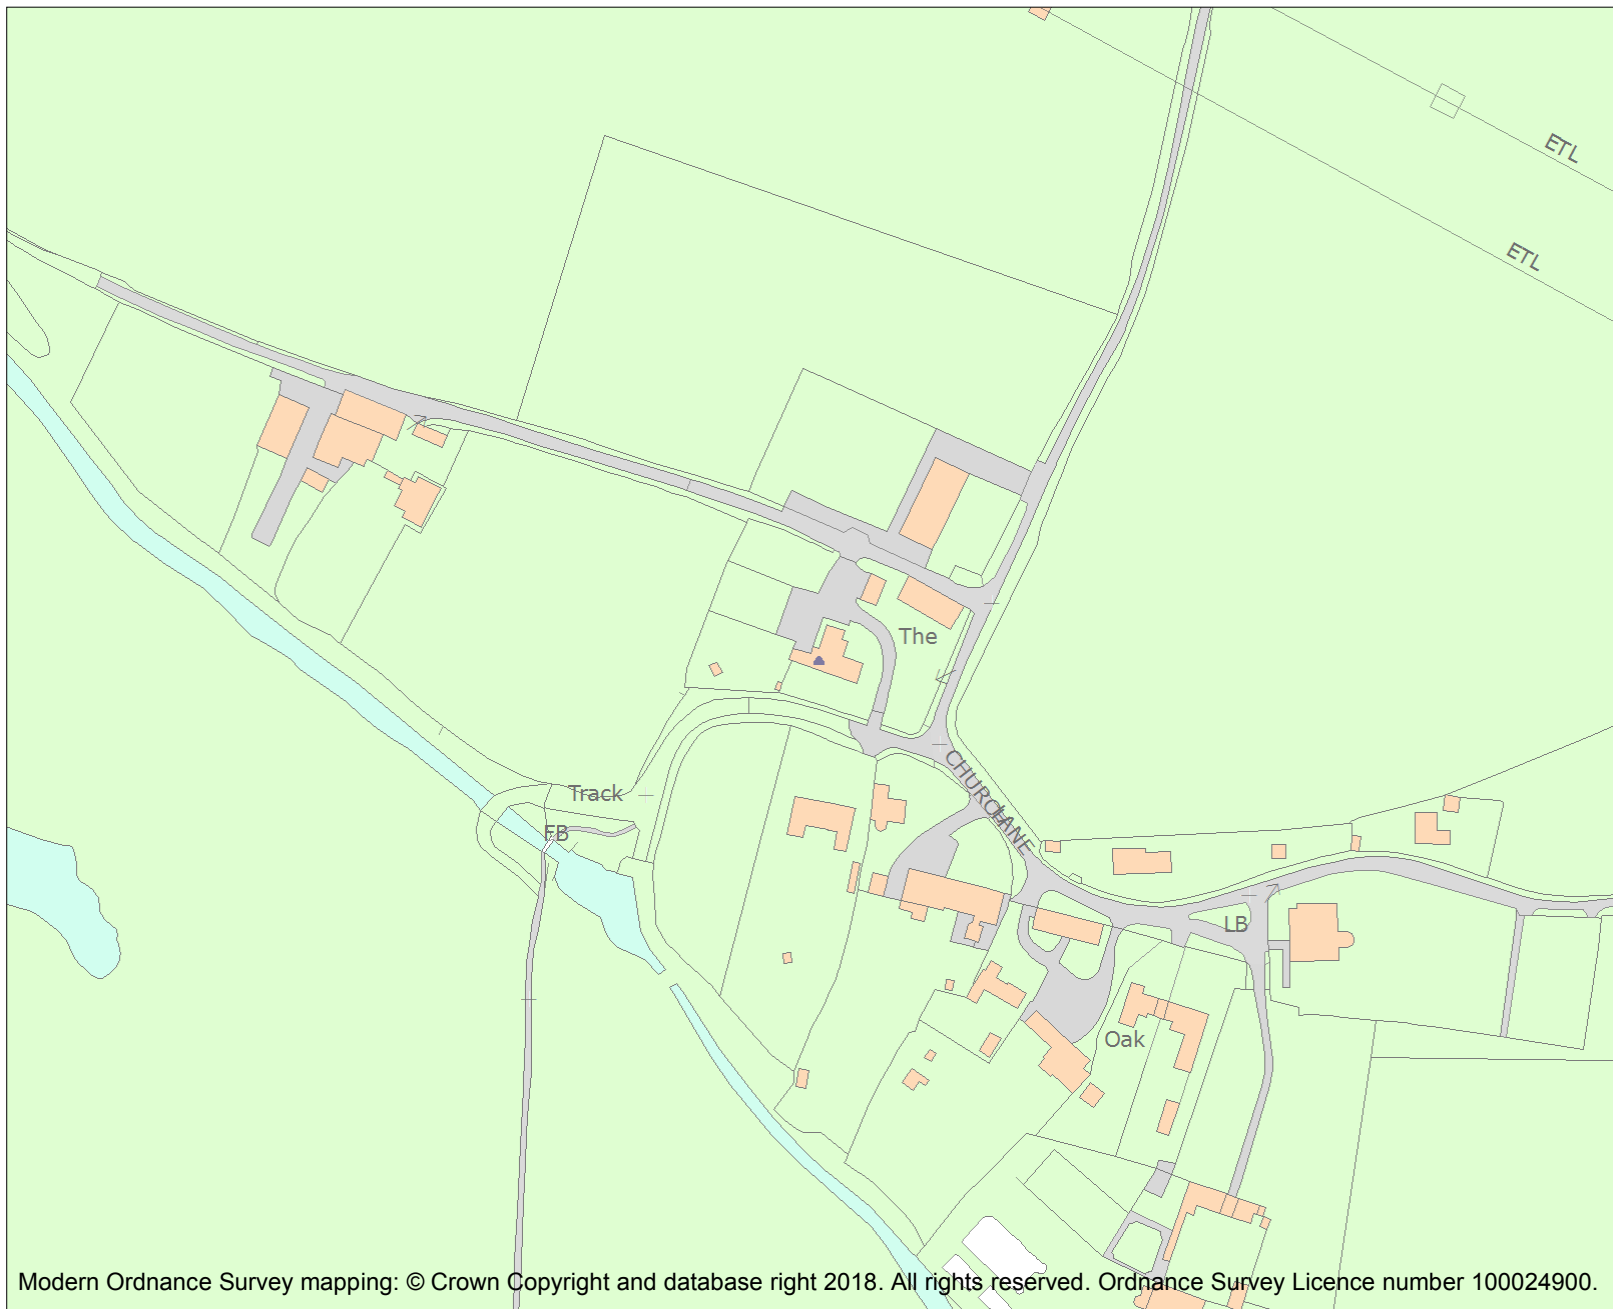 ETL
ETL
The
CHURCH LANE
Track
FB
LB
Oak
Modern Ordnance Survey mapping: © Crown Copyright and database right 2018. All rights reserved. Ordnance Survey Licence number 100024900.